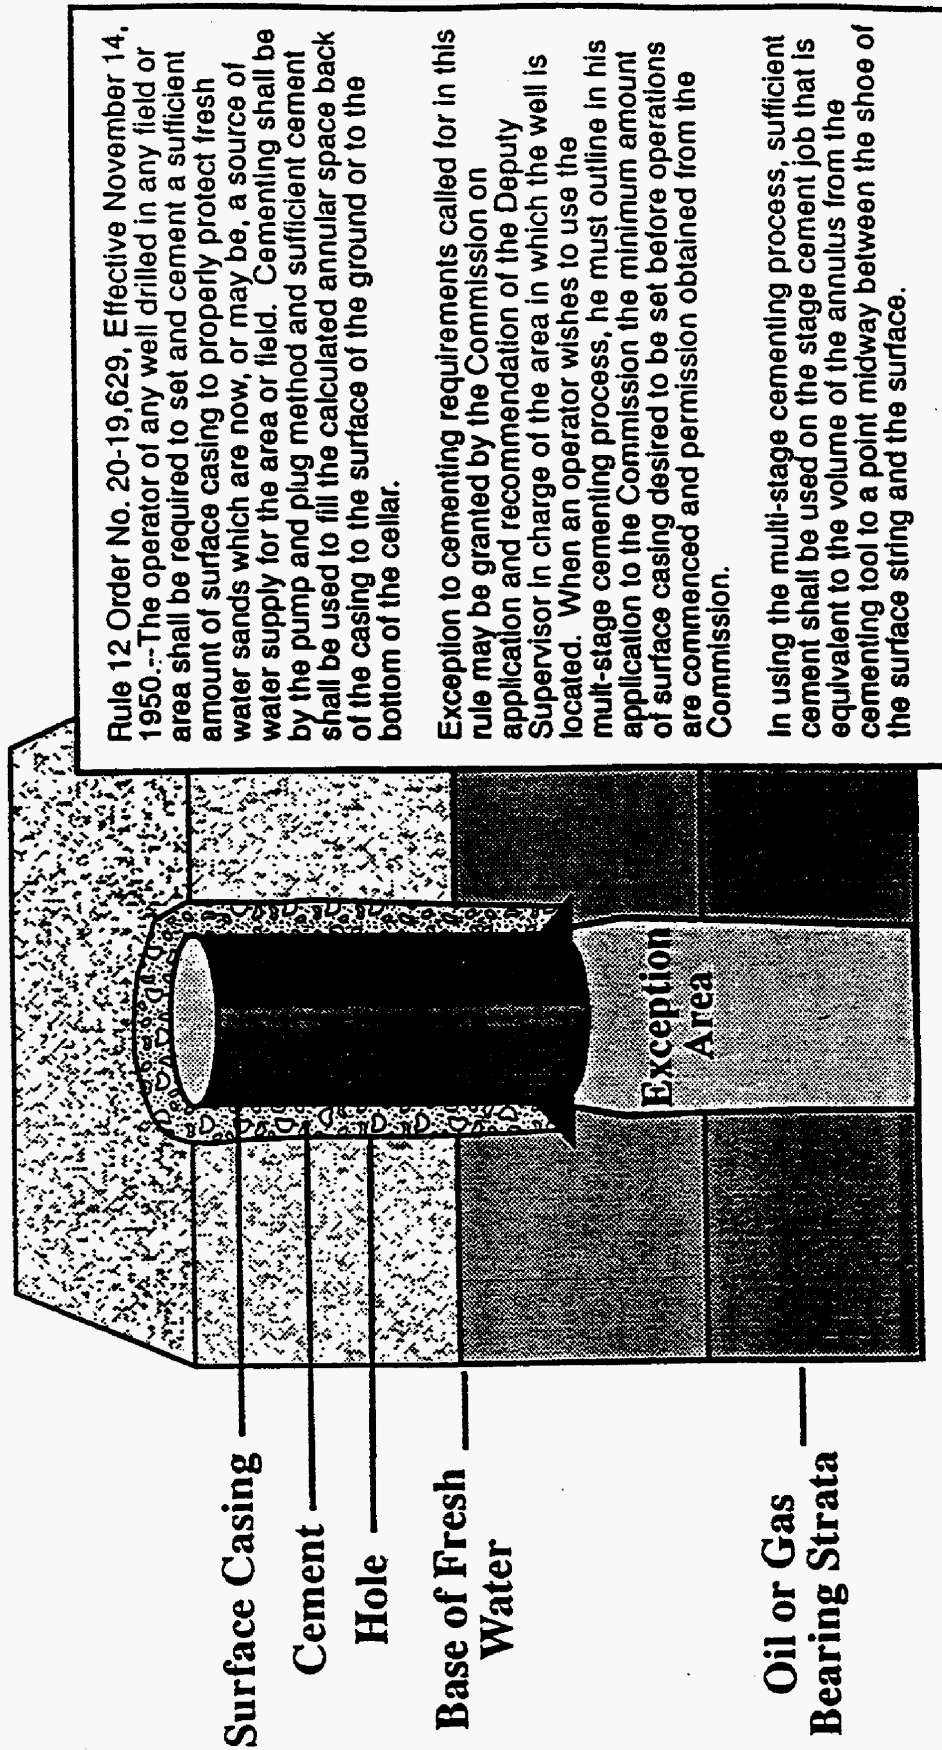 Surface Casing
Cement
Hole
Base of Fresh
Water
Oil or Gas
Bearing Strata
Exception
Area
Rule 12 Order No. 20-19,629, Effective November 14,
1950.--The operator of any well drilled in any field or
area shall be required to set and cement a sufficient
amount of surface casing to properly protect fresh
water sands which are now, or may be, a source of
water supply for the area or field. Cementing shall be
by the pump and plug method and sufficient cement
shall be used to fill the calculated annular space back
of the casing to the surface of the ground or to the
bottom of the cellar.
Exception to cementing requirements called for in this
rule may be granted by the Commission on
application and recommendation of the Deputy
Supervisor in charge of the area in which the well is
located. When an operator wishes to use the
mult-stage cementing process, he must outline in his
application to the Commission the minimum amount
of surface casing desired to be set before operations
are commenced and permission obtained from the
Commission.
In using the multi-stage cementing process, sufficient
cement shall be used on the stage cement job that is
equivalent to the volume of the annulus from the
cementing tool to a point midway between the shoe of
the surface string and the surface.